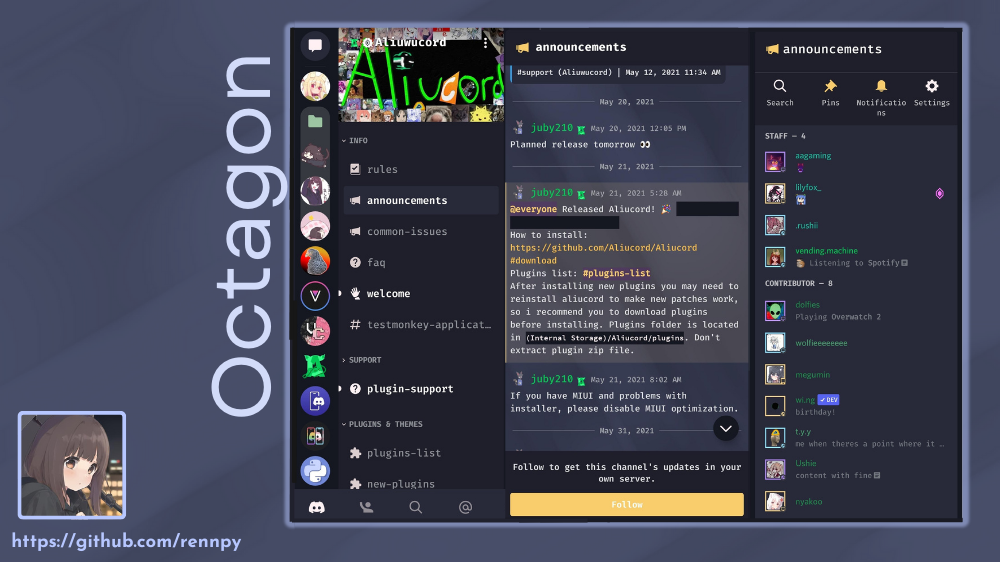 Octagon
https://github.com/rennpy
Aliuwucord
Aliucord
INFO
rules
announcements
common-issues
faq
welcome
testmonkey-applicat…
SUPPORT
plugin-support
PLUGINS & THEMES
plugins-list
new-plugins
announcements
#support (Aliuwucord) | May 12, 2021 11:34 AM
May 20, 2021
juby210 May 20, 2021 12:05 PM
Planned release tomorrow 👀
May 21, 2021
juby210 May 21, 2021 5:28 AM
@everyone Released Aliucord! 🎉
How to install:
https://github.com/Aliucord/Aliucord
#download
Plugins list: #plugins-list
After installing new plugins you may need to
reinstall aliucord to make new patches work,
so i recommend you to download plugins
before installing. Plugins folder is located
in (Internal Storage)/Aliucord/plugins. Don't
extract plugin zip file.
juby210 May 21, 2021 8:02 AM
If you have MIUI and problems with
installer, please disable MIUI optimization.
May 31, 2021
Follow to get this channel's updates in your
own server.
Follow
announcements
Search Pins Notificatio
ns Settings
STAFF — 4
aagaming
lilyfox_
.rushii
vending.machine
Listening to Spotify
CONTRIBUTOR — 8
dolfies
Playing Overwatch 2
wolfieeeeeeee
megumin
wi.ng ✓ DEV
birthday!
t.y.y
me when theres a point where it …
Ushie
content with fine
nyakoo